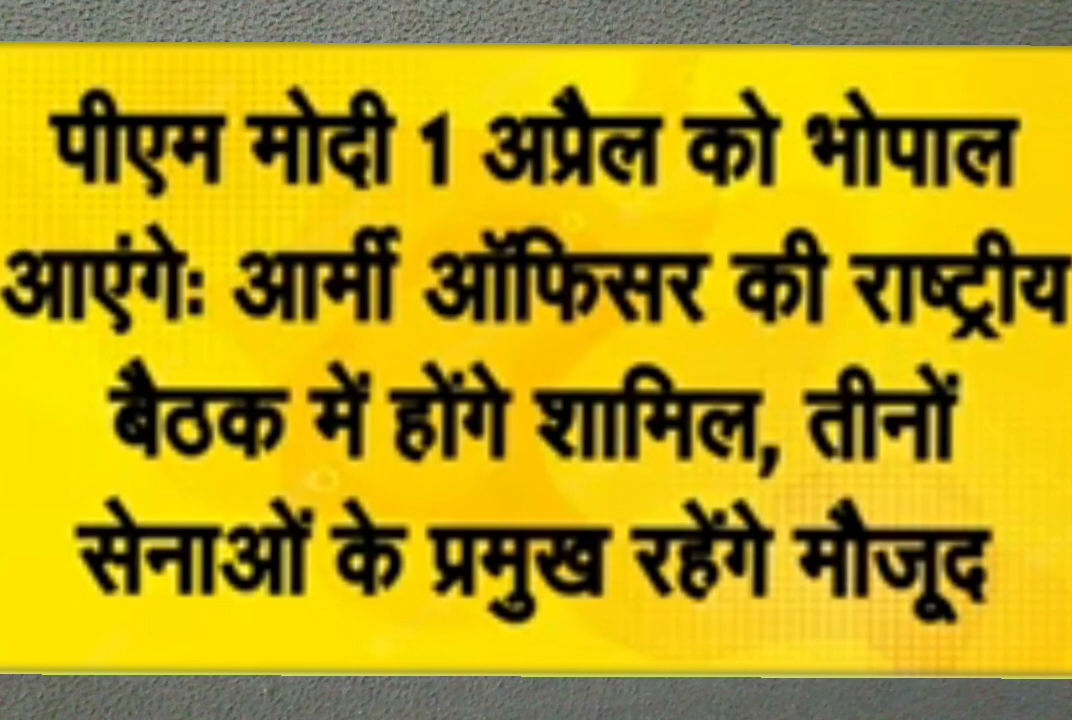 पीएम मोदी 1 अप्रैल को भोपाल
आएंगेः आर्मी ऑफिसर की राष्ट्रीय
बैठक में होंगे शामिल, तीनों
सेनाओं के प्रमुख रहेंगे मौजूद